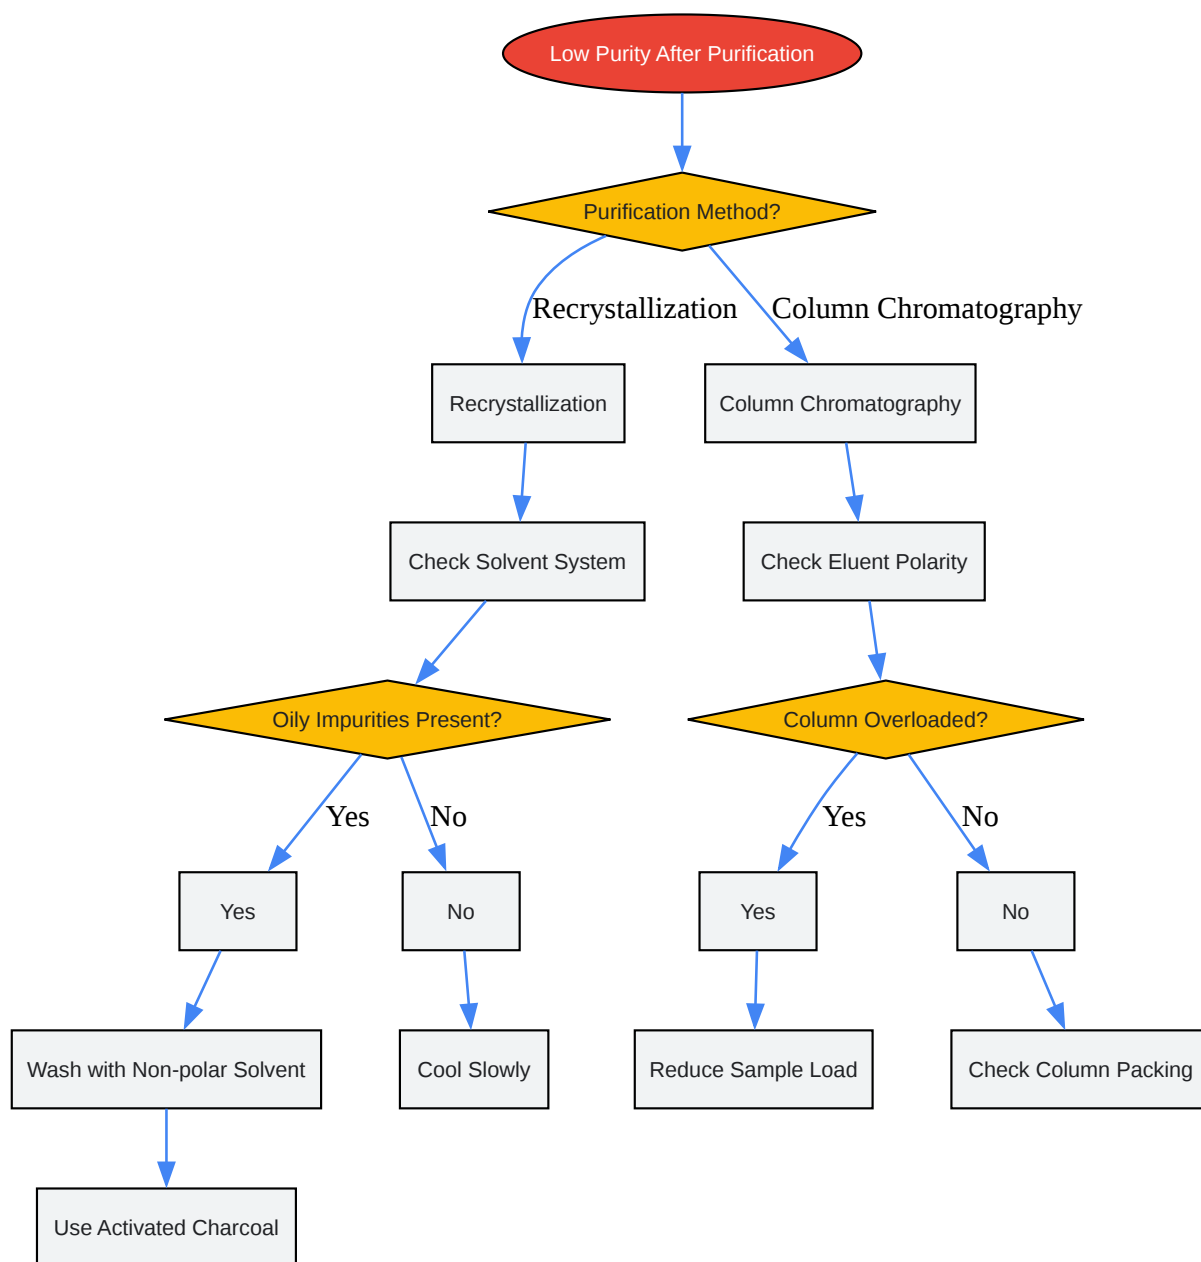 Low Purity After Purification
Purification Method?
Recrystallization
Column Chromatography
Recrystallization
Column Chromatography
Check Solvent System
Check Eluent Polarity
Oily Impurities Present?
Column Overloaded?
Yes
No
Yes
No
Yes
No
Yes
No
Wash with Non-polar Solvent
Cool Slowly
Reduce Sample Load
Check Column Packing
Use Activated Charcoal